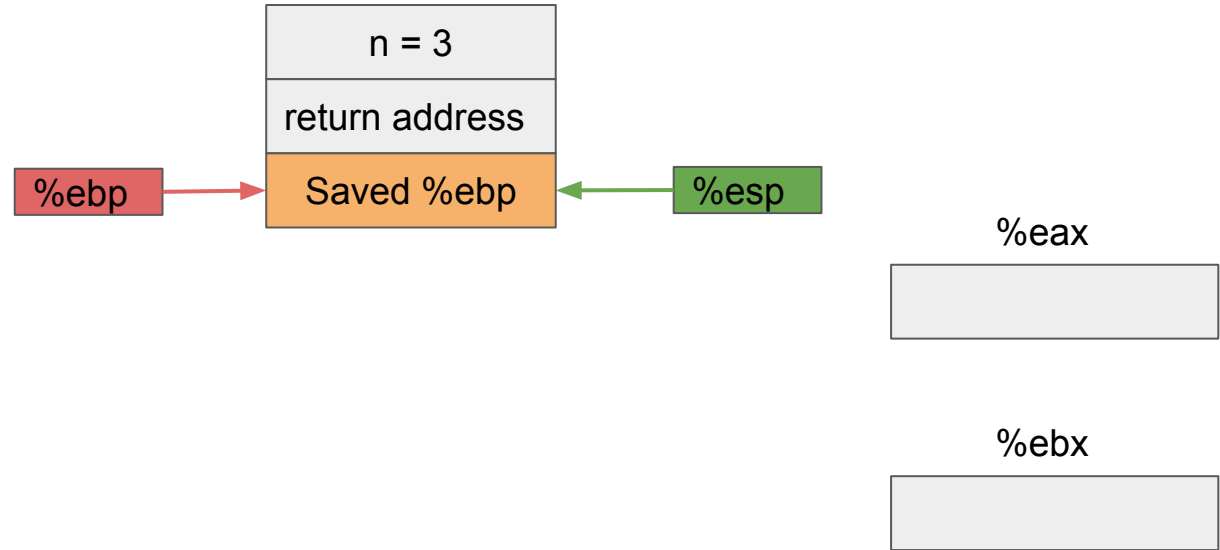 n = 3
return address
%ebp
Saved %ebp
%esp
%eax
%ebx